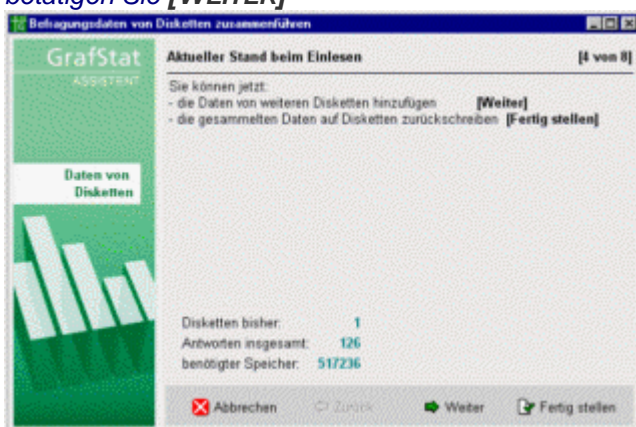 betätigen Sie [WEITER]
Befragungsdaten von Disketten zusammenführen
GrafStat
ASSISTENT
Aktueller Stand beim Einlesen [4 von 8]
Sie können jetzt:
- die Daten von weiteren Disketten hinzufügen [Weiter]
- die gesammelten Daten auf Disketten zurückschreiben [Fertig stellen]
Daten von
Disketten
Disketten bisher: 1
Antworten insgesamt: 126
benötigter Speicher: 517236
Abbrechen Zurück Weiter Fertig stellen